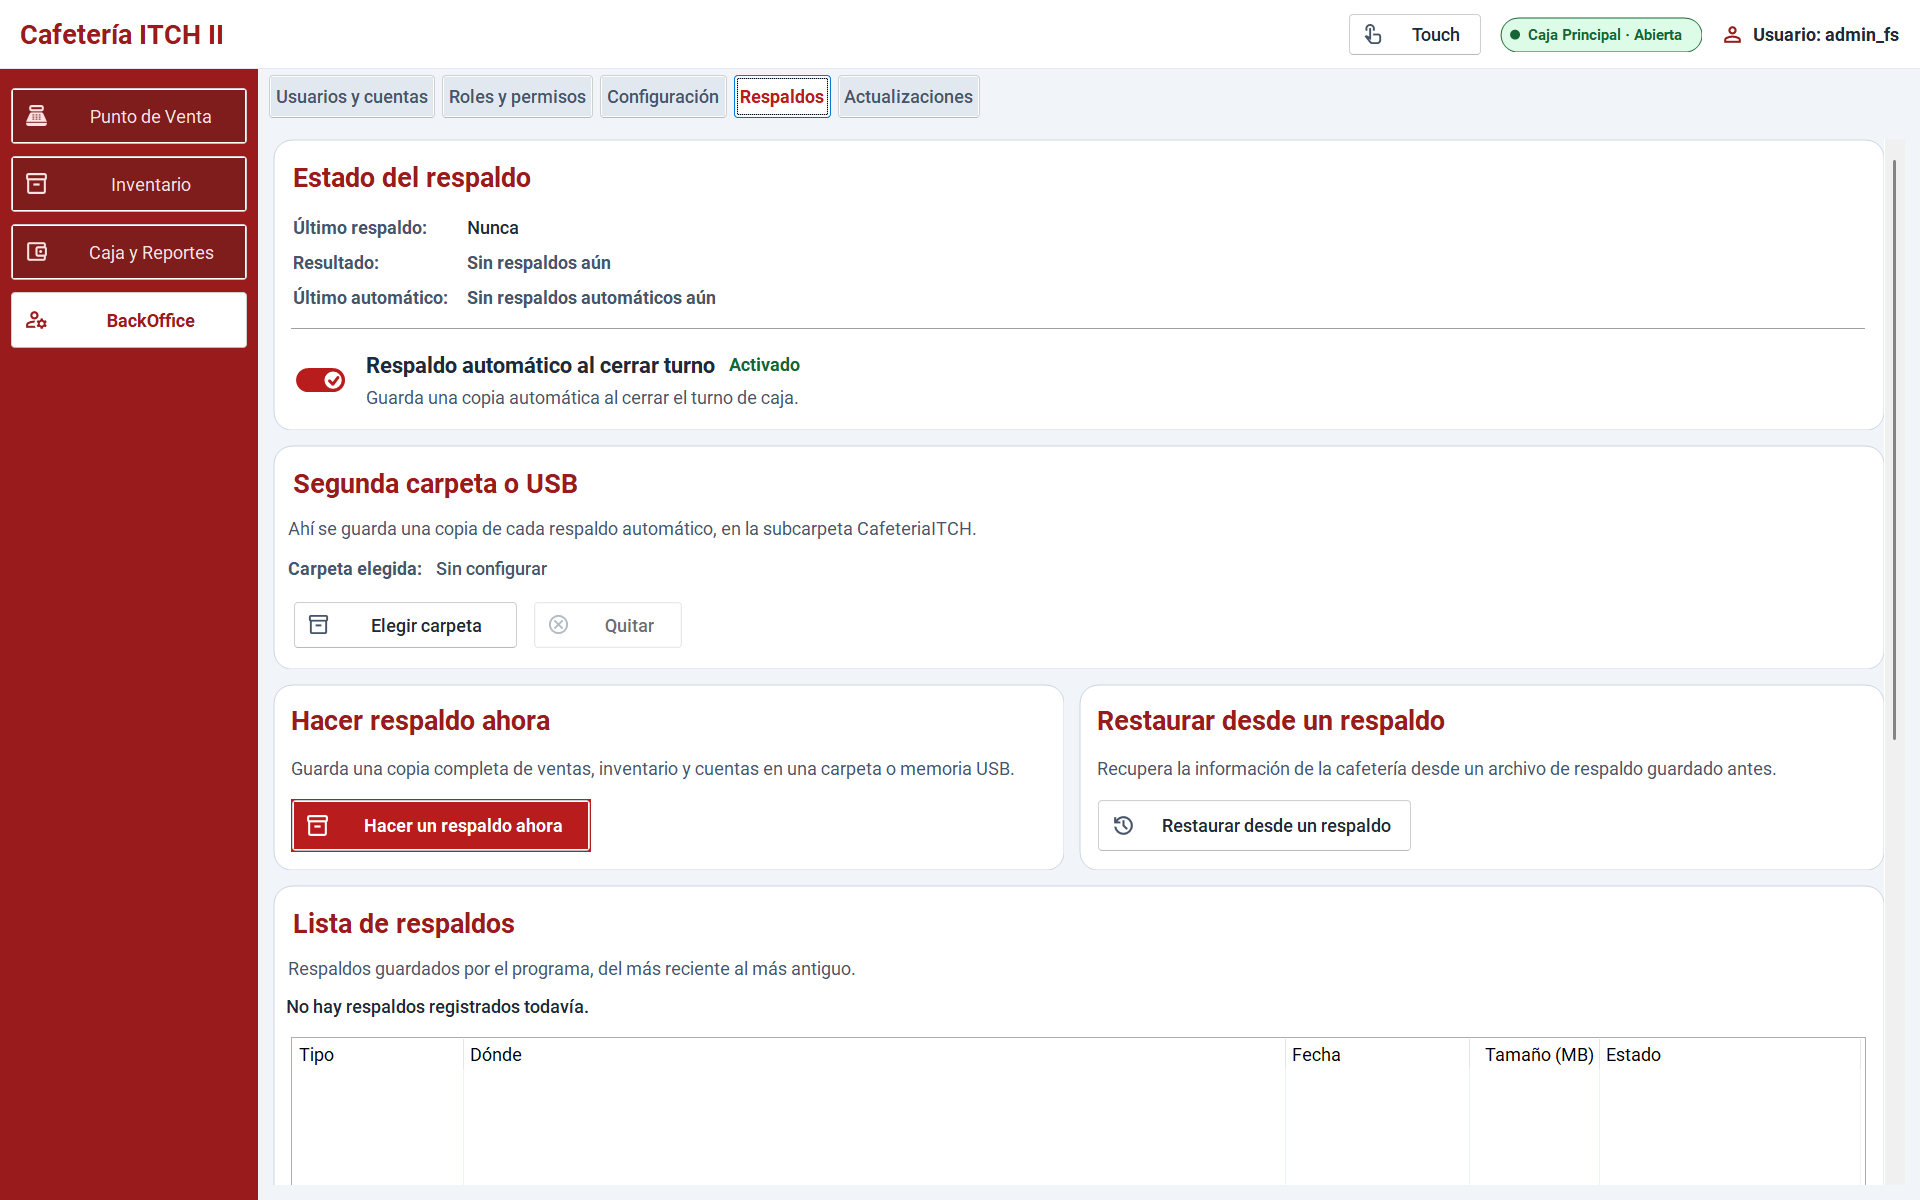 Cafetería ITCH II
Touch
Caja Principal · Abierta
Usuario: admin_fs
Punto de Venta
Inventario
Caja y Reportes
BackOffice
Usuarios y cuentas
Roles y permisos
Configuración
Respaldos
Actualizaciones
Estado del respaldo
Último respaldo: Nunca
Resultado: Sin respaldos aún
Último automático: Sin respaldos automáticos aún
Respaldo automático al cerrar turno Activado
Guarda una copia automática al cerrar el turno de caja.
Segunda carpeta o USB
Ahí se guarda una copia de cada respaldo automático, en la subcarpeta CafeteriaITCH.
Carpeta elegida: Sin configurar
Elegir carpeta
Quitar
Hacer respaldo ahora
Guarda una copia completa de ventas, inventario y cuentas en una carpeta o memoria USB.
Hacer un respaldo ahora
Restaurar desde un respaldo
Recupera la información de la cafetería desde un archivo de respaldo guardado antes.
Restaurar desde un respaldo
Lista de respaldos
Respaldos guardados por el programa, del más reciente al más antiguo.
No hay respaldos registrados todavía.
Tipo Dónde Fecha Tamaño (MB) Estado